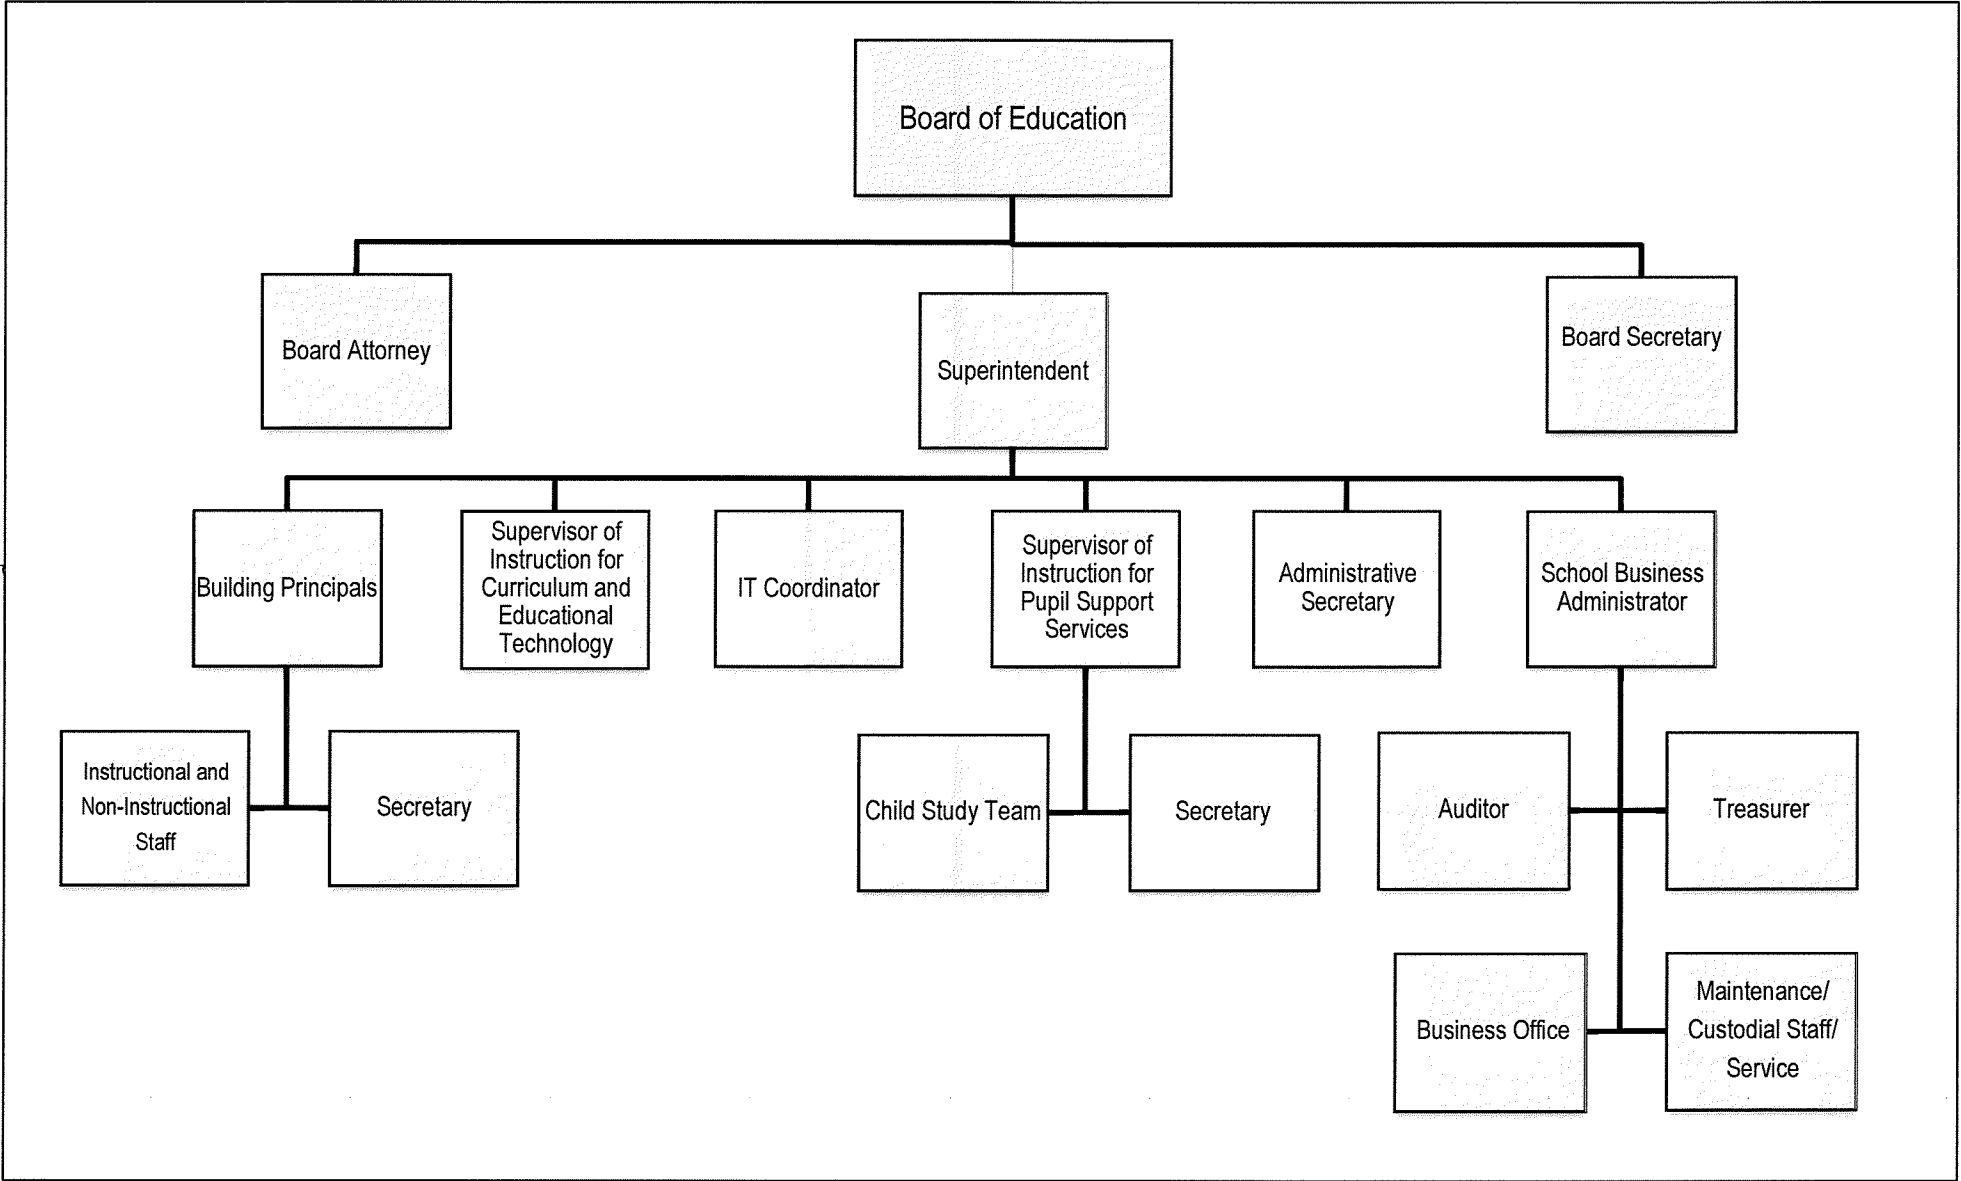 Board of Education
Board Attorney
Superintendent
Board Secretary
Building Principals
Supervisor of
Instruction for
Curriculum and
Educational
Technology
IT Coordinator
Supervisor of
Instruction for
Pupil Support
Services
Administrative
Secretary
School Business
Administrator
Instructional and
Non-Instructional
Staff
Secretary
Child Study Team
Secretary
Auditor
Treasurer
Business Office
Maintenance/
Custodial Staff/
Service